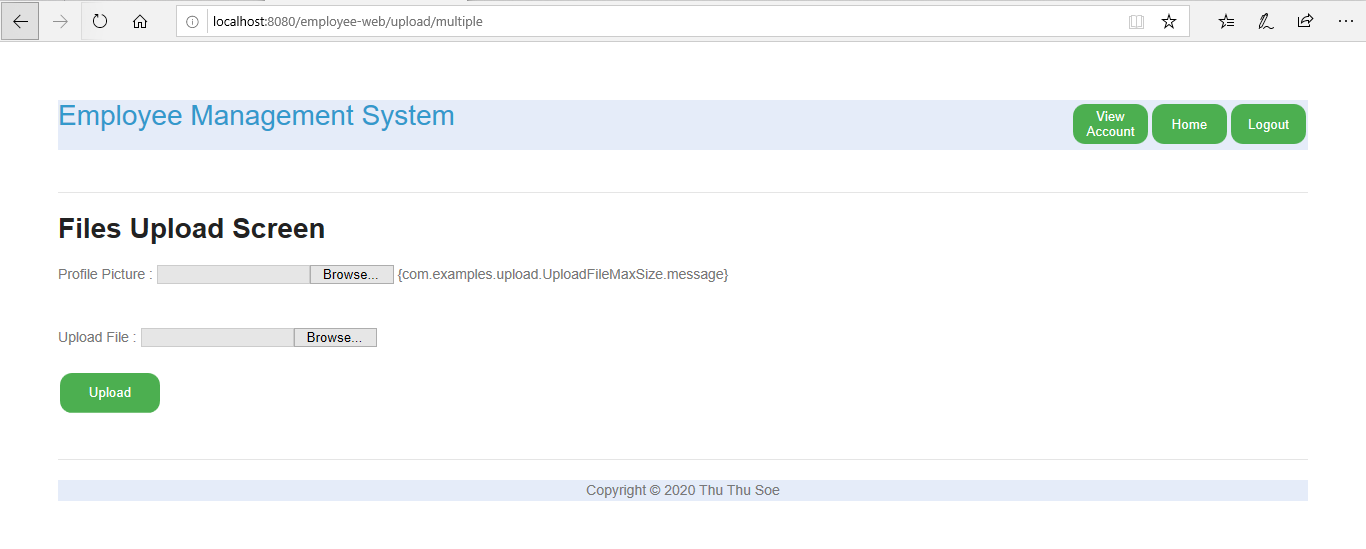 localhost:8080/employee-web/upload/multiple
Employee Management System
View
Account
Home
Logout
Files Upload Screen
Profile Picture : Browse... {com.examples.upload.UploadFileMaxSize.message}
Upload File : Browse...
Upload
Copyright © 2020 Thu Thu Soe